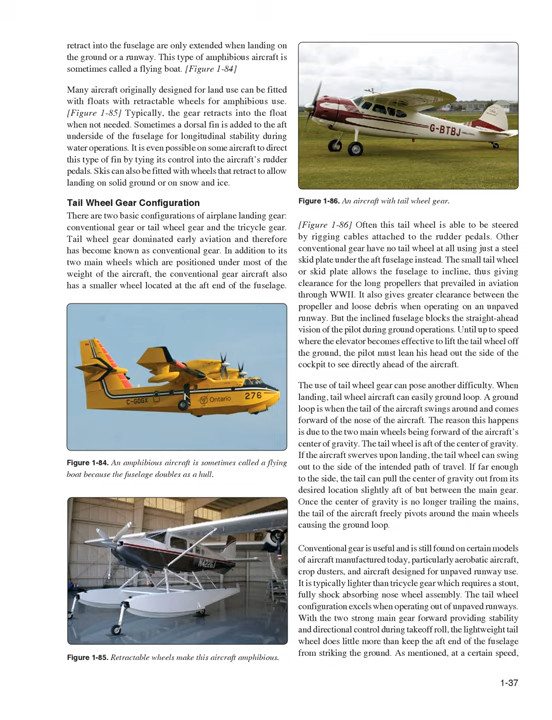 retract into the fuselage are only extended when landing on
the ground or a runway. This type of amphibious aircraft is
sometimes called a flying boat. [Figure 1-84]
Many aircraft originally designed for land use can be fitted
with floats with retractable wheels for amphibious use.
[Figure 1-85] Typically, the gear retracts into the float
when not needed. Sometimes a dorsal fin is added to the aft
underside of the fuselage for longitudinal stability during
water operations. It is even possible on some aircraft to direct
this type of fin by tying its control into the aircraft's rudder
pedals. Skis can also be fitted with wheels that retract to allow
landing on solid ground or on snow and ice.
Tail Wheel Gear Configuration
There are two basic configurations of airplane landing gear:
conventional gear or tail wheel gear and the tricycle gear.
Tail wheel gear dominated early aviation and therefore
has become known as conventional gear. In addition to its
two main wheels which are positioned under most of the
weight of the aircraft, the conventional gear aircraft also
has a smaller wheel located at the aft end of the fuselage.
C-GOGX
Ontario
276
Figure 1-84. An amphibious aircraft is sometimes called a flying
boat because the fuselage doubles as a hull.
Figure 1-85. Retractable wheels make this aircraft amphibious.
G-BTBJ
Figure 1-86. An aircraft with tail wheel gear.
[Figure 1-86] Often this tail wheel is able to be steered
by rigging cables attached to the rudder pedals. Other
conventional gear have no tail wheel at all using just a steel
skid plate under the aft fuselage instead. The small tail wheel
or skid plate allows the fuselage to incline, thus giving
clearance for the long propellers that prevailed in aviation
through WWII. It also gives greater clearance between the
propeller and loose debris when operating on an unpaved
runway. But the inclined fuselage blocks the straight-ahead
vision of the pilot during ground operations. Until up to speed
where the elevator becomes effective to lift the tail wheel off
the ground, the pilot must lean his head out the side of the
cockpit to see directly ahead of the aircraft.
The use of tail wheel gear can pose another difficulty. When
landing, tail wheel aircraft can easily ground loop. A ground
loop is when the tail of the aircraft swings around and comes
forward of the nose of the aircraft. The reason this happens
is due to the two main wheels being forward of the aircraft's
center of gravity. The tail wheel is aft of the center of gravity.
If the aircraft swerves upon landing, the tail wheel can swing
out to the side of the intended path of travel. If far enough
to the side, the tail can pull the center of gravity out from its
desired location slightly aft of but between the main gear.
Once the center of gravity is no longer trailing the mains,
the tail of the aircraft freely pivots around the main wheels
causing the ground loop.
Conventional gear is useful and is still found on certain models
of aircraft manufactured today, particularly aerobatic aircraft,
crop dusters, and aircraft designed for unpaved runway use.
It is typically lighter than tricycle gear which requires a stout,
fully shock absorbing nose wheel assembly. The tail wheel
configuration excels when operating out of unpaved runways.
With the two strong main gear forward providing stability
and directional control during takeoff roll, the lightweight tail
wheel does little more than keep the aft end of the fuselage
from striking the ground. As mentioned, at a certain speed,
1-37